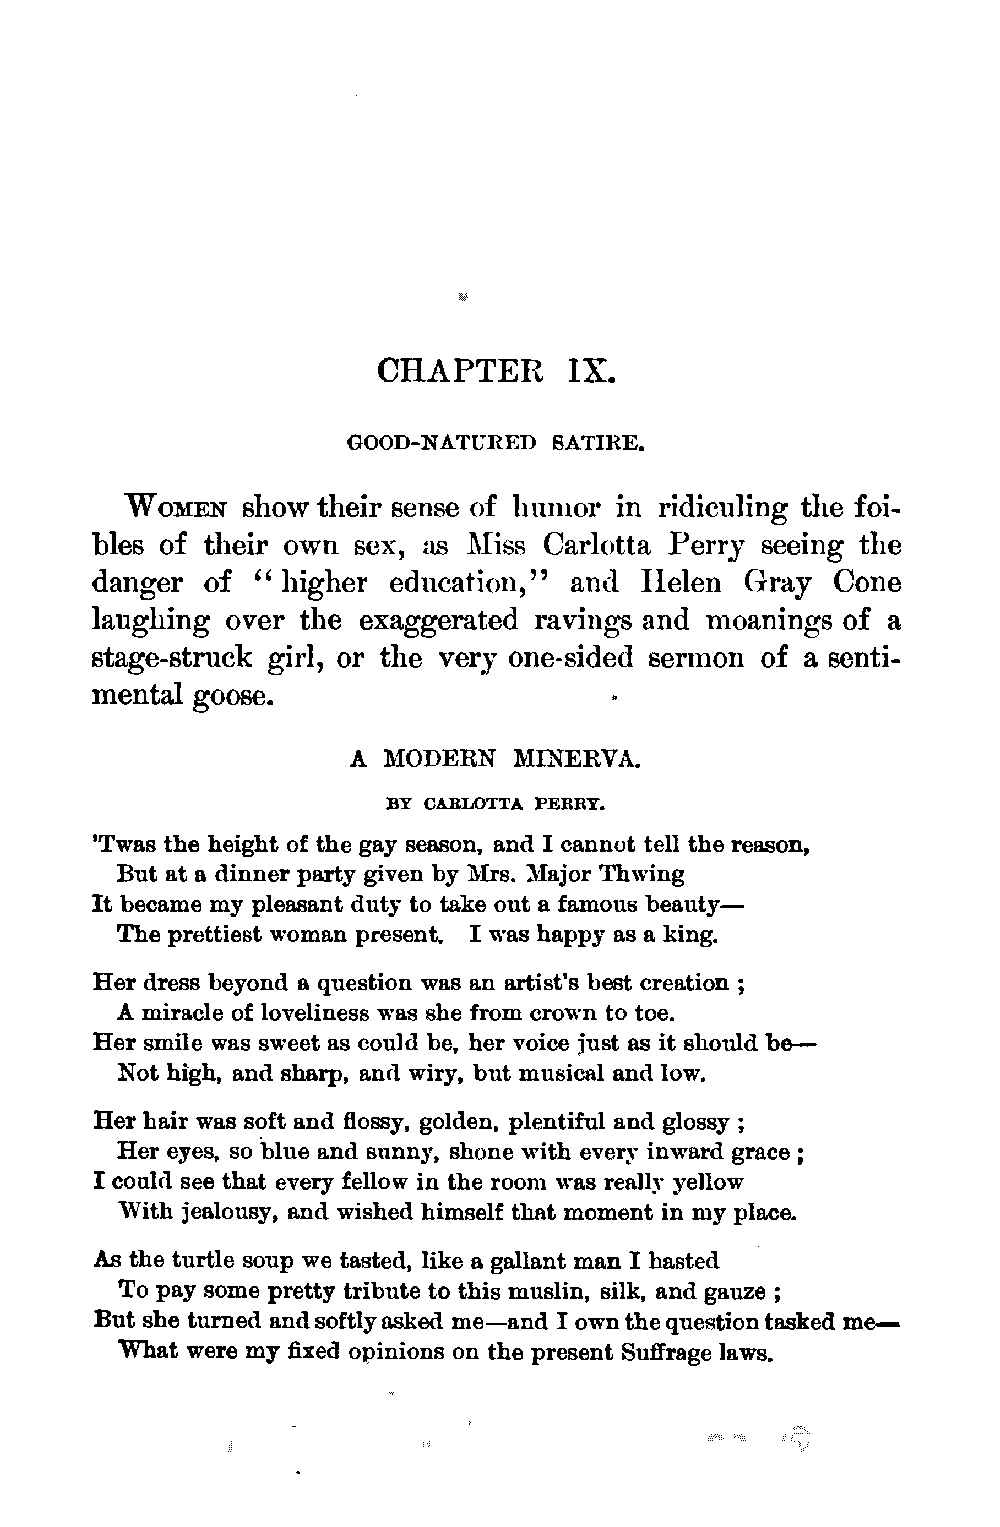 CHAPTER IX.
GOOD-NATURED SATIRE.
WOMEN show their sense of humor in ridiculing the foi-
bles of their own sex, as Miss Carlotta Perry seeing the
danger of “higher education,” and Helen Gray Cone
laughing over the exaggerated ravings and moanings of a
stage-struck girl, or the very one-sided sermon of a senti-
mental goose.
A MODERN MINERVA.
BY CARLOTTA PERRY.
’Twas the height of the gay season, and I cannot tell the reason,
But at a dinner party given by Mrs. Major Thwing
It became my pleasant duty to take out a famous beauty—
The prettiest woman present. I was happy as a king.
Her dress beyond a question was an artist’s best creation ;
A miracle of loveliness was she from crown to toe.
Her smile was sweet as could be, her voice just as it should be—
Not high, and sharp, and wiry, but musical and low.
Her hair was soft and flossy, golden, plentiful and glossy ;
Her eyes, so blue and sunny, shone with every inward grace ;
I could see that every fellow in the room was really yellow
With jealousy, and wished himself that moment in my place.
As the turtle soup we tasted, like a gallant man I hasted
To pay some pretty tribute to this muslin, silk, and gauze ;
But she turned and softly asked me—and I own the question tasked me—
What were my fixed opinions on the present Suffrage laws.